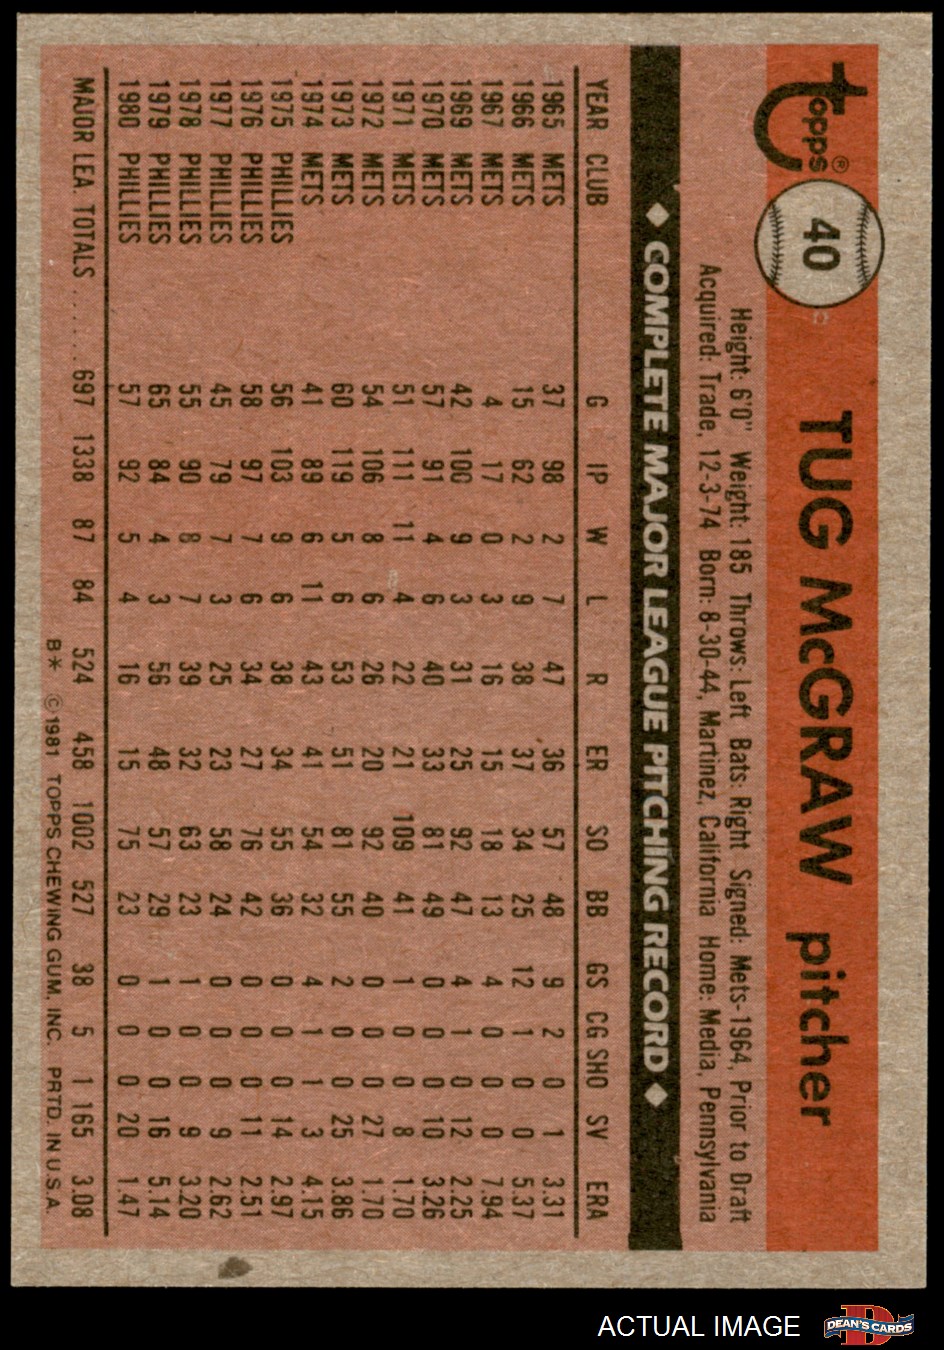 topps®
40
TUG McGRAW pitcher
Height: 6'0" Weight: 185 Throws: Left Bats: Right Signed: Mets-1964, Prior to Draft
Acquired: Trade, 12-3-74 Born: 8-30-44, Martinez, California Home: Media, Pennsylvania
◆ COMPLETE MAJOR LEAGUE PITCHING RECORD ◆
YEAR CLUB G IP W L R ER SO BB GS CG SHO SV ERA
1965 METS 37 98 2 7 47 36 57 48 9 2 0 1 3.31
1966 METS 15 62 2 9 38 37 34 25 12 1 0 0 5.37
1967 METS 4 17 0 3 16 15 18 13 4 0 0 0 7.94
1969 METS 42 100 9 3 31 25 92 47 4 1 0 12 2.25
1970 METS 57 91 4 6 40 33 81 49 0 0 0 10 3.26
1971 METS 51 111 11 4 22 21 109 41 1 0 0 8 1.70
1972 METS 54 106 8 6 26 20 92 40 0 0 0 27 1.70
1973 METS 60 119 5 6 53 51 81 55 2 0 0 25 3.86
1974 METS 41 89 6 11 43 41 54 32 4 1 1 3 4.15
1975 PHILLIES 56 103 9 6 38 34 55 36 0 0 0 14 2.97
1976 PHILLIES 58 97 7 6 34 27 76 42 0 0 0 11 2.51
1977 PHILLIES 45 79 7 3 25 23 58 24 0 0 0 9 2.62
1978 PHILLIES 55 90 8 7 39 32 63 23 1 0 0 9 3.20
1979 PHILLIES 65 84 4 3 56 48 57 29 1 0 0 16 5.14
1980 PHILLIES 57 92 5 4 16 15 75 23 0 0 0 20 1.47
MAJOR LEA TOTALS ....... 697 1338 87 84 524 458 1002 527 38 5 1 165 3.08
B* ©1981 TOPPS CHEWING GUM, INC. PRTD. IN U.S.A.
ACTUAL IMAGE
D
DEAN'S CARDS